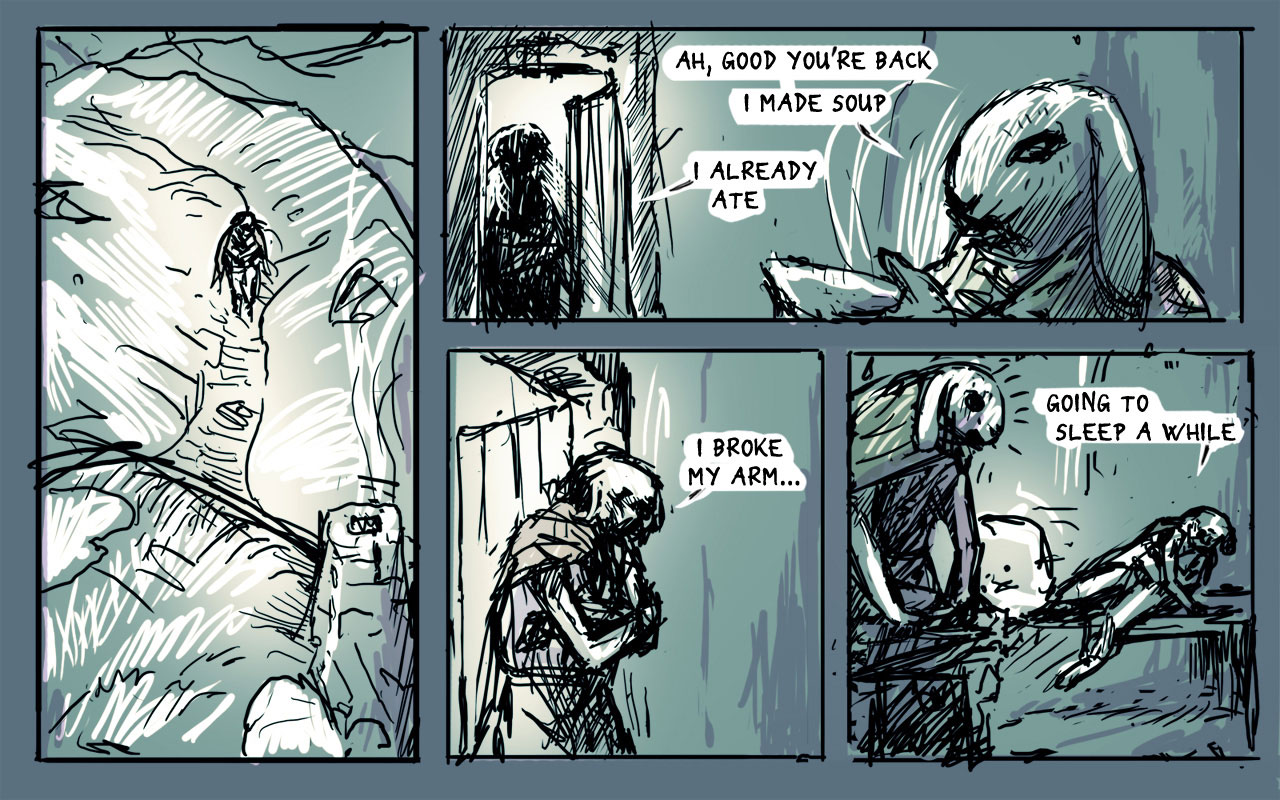 AH, GOOD YOU'RE BACK
I MADE SOUP
I ALREADY
ATE
I BROKE
MY ARM...
GOING TO
SLEEP A WHILE